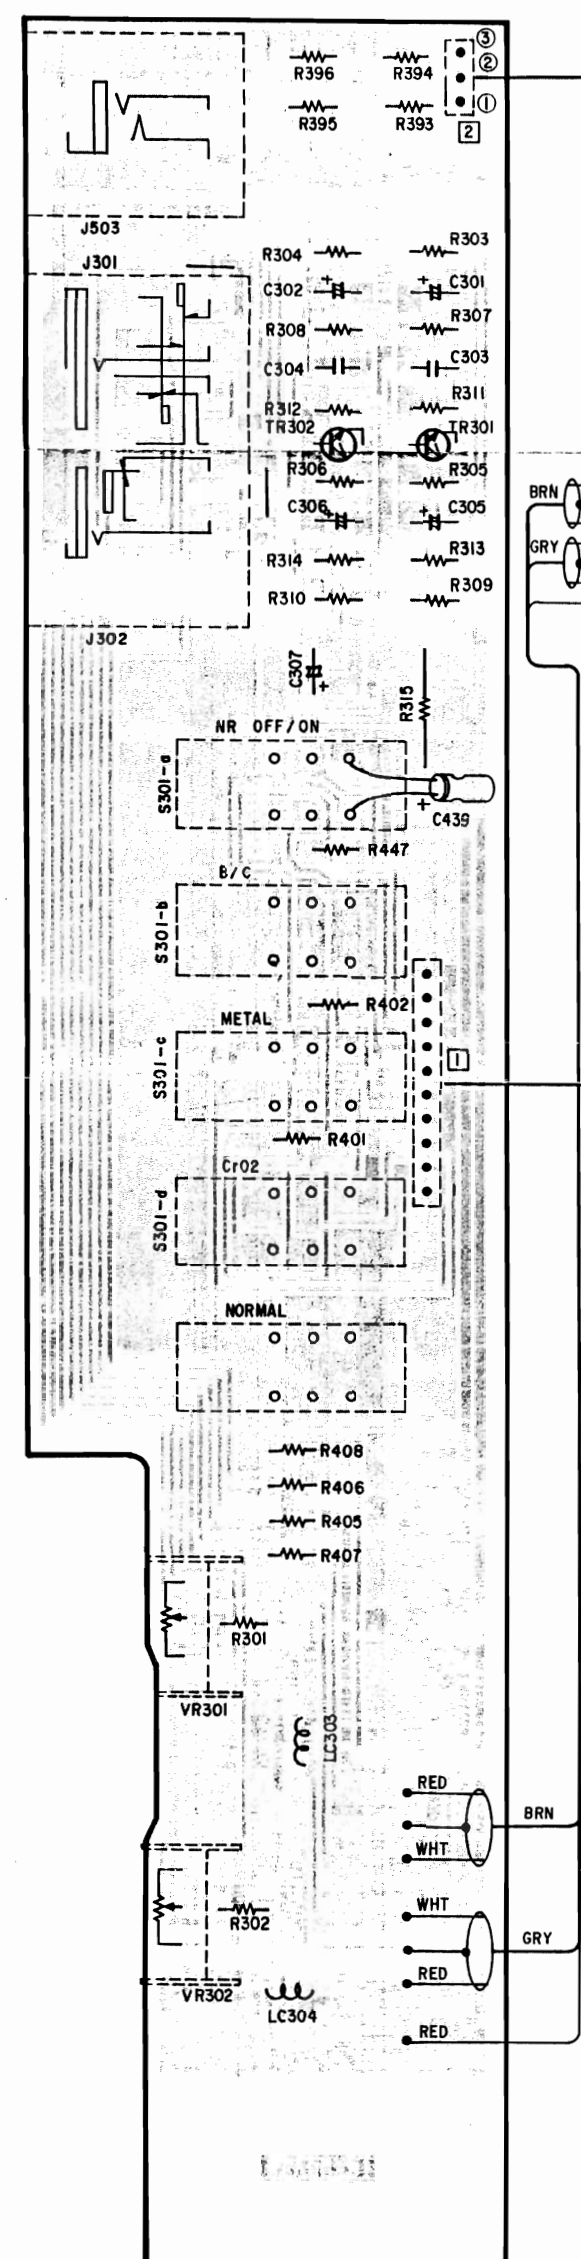 ③
R396 R394 ②
R395 R393 ①
2
J503
R304 R303
J301
C302 C301
R308 R307
C304 C303
R312 R311
TR302 TR301
R306 R305
C306 C305
R314 R313
R310 R309
BRN
GRY
J302
C307
R315
NR OFF/ON
S301-a
C439
R447
B/C
S301-b
R402
METAL
S301-c
1
R401
CrO2
S301-d
NORMAL
R408
R406
R405
R407
R301
VR301
LC303
RED
BRN
WHT
R302
WHT
GRY
RED
VR302
LC304
RED